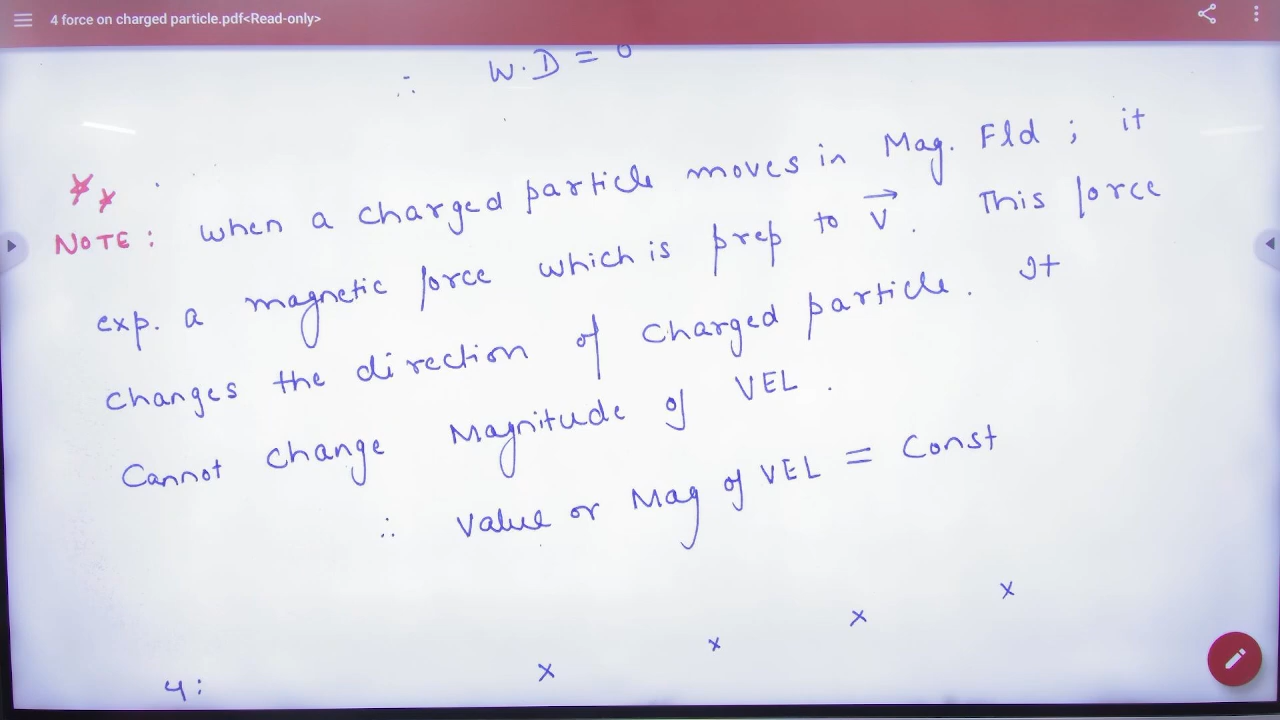 4 force on charged particle.pdf<Read-only>
∴ W.D = 0
NOTE : when a charged particle moves in Mag. Fld ; it
exp. a magnetic force which is prep to v⃗ . This force
changes the direction of charged particle. It
Cannot change Magnitude of VEL .
∴ Value or Mag of VEL = Const
x x x x
4 :